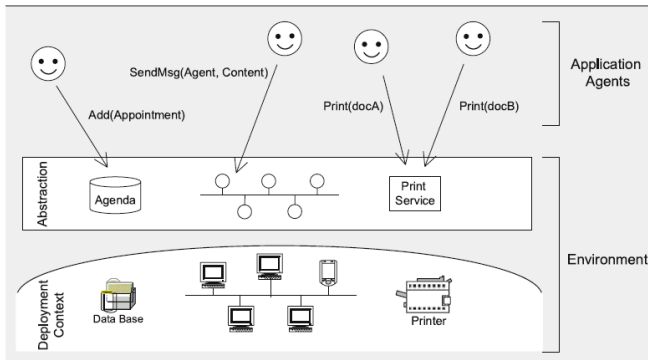 SendMsg(Agent, Content)
Add(Appointment)
Print(docA)
Print(docB)
Application
Agents
Abstraction
Agenda
Print
Service
Environment
Deployment
Context
Data Base
Printer